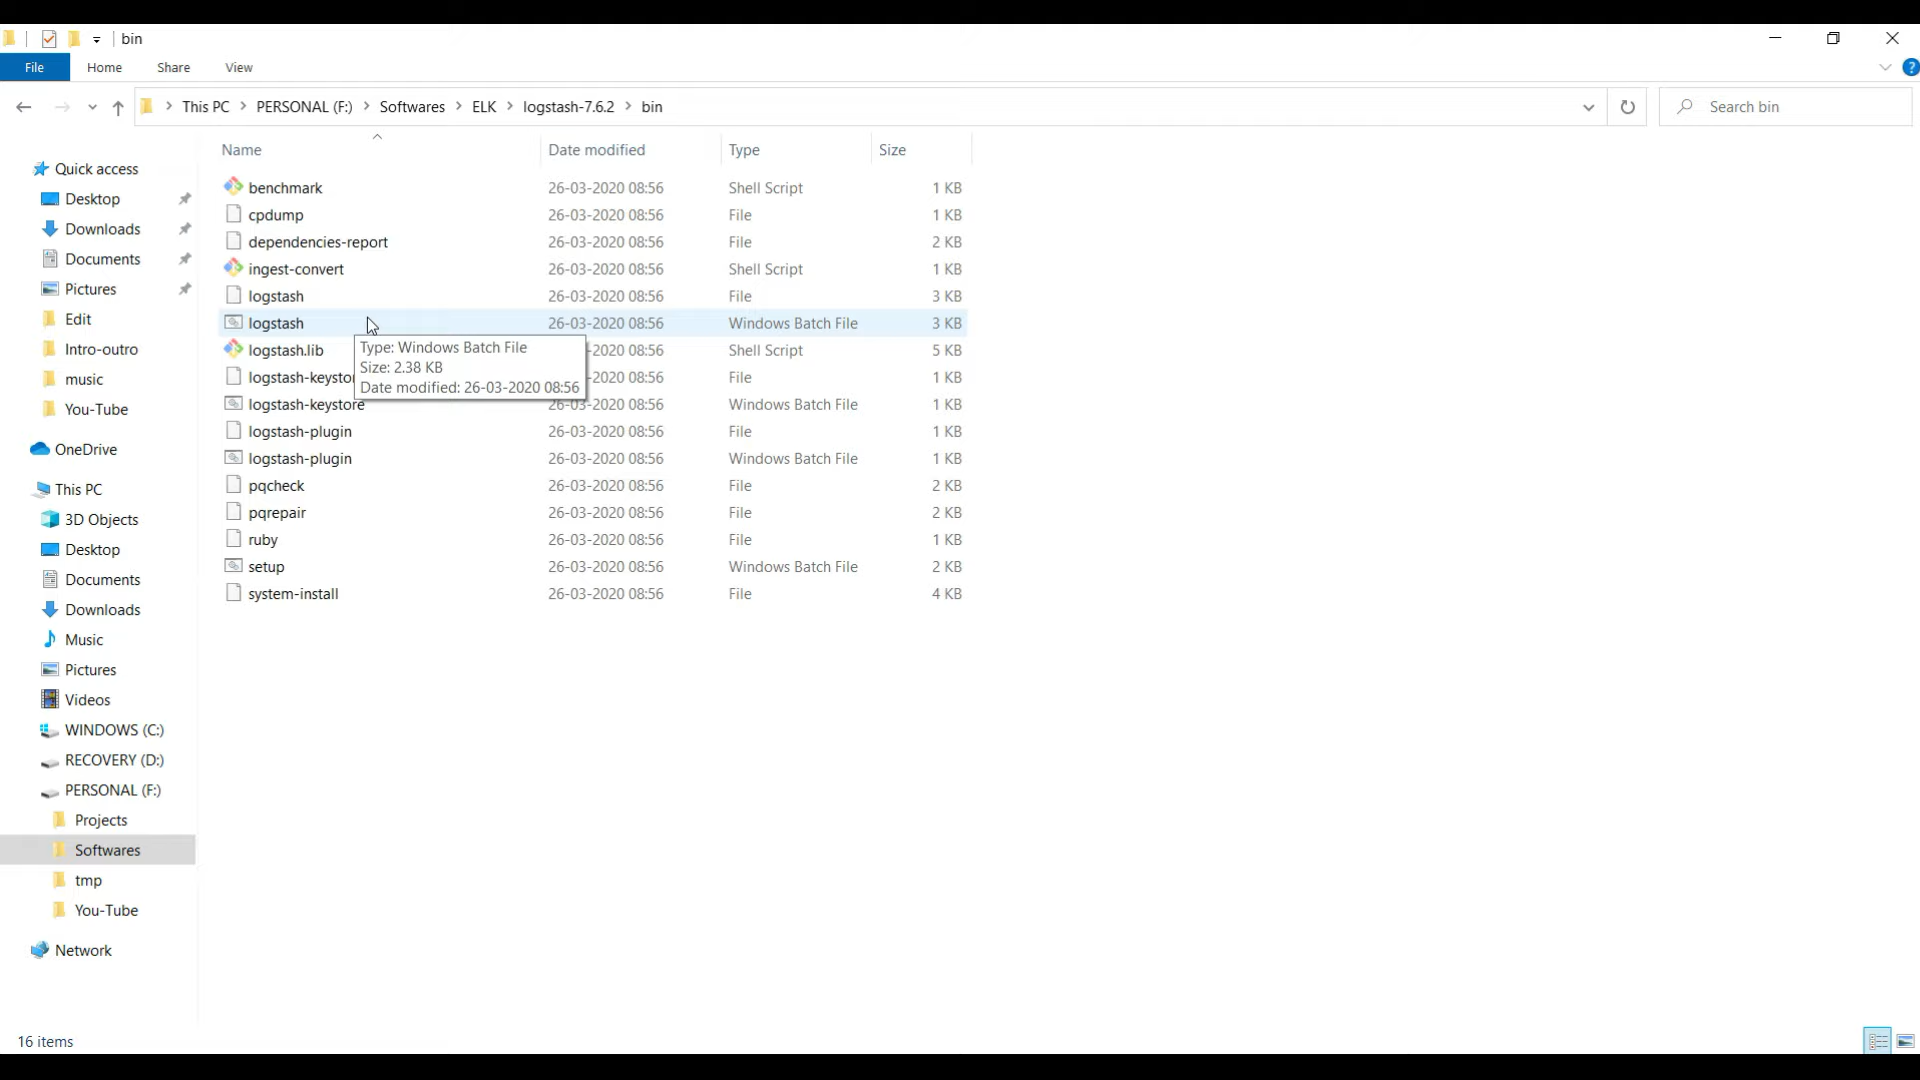 bin
File Home Share View
This PC PERSONAL (F:) Softwares ELK logstash-7.6.2 bin
Search bin
Name Date modified Type Size
Quick access
Desktop
Downloads
Documents
Pictures
Edit
Intro-outro
music
You-Tube
OneDrive
This PC
3D Objects
Desktop
Documents
Downloads
Music
Pictures
Videos
WINDOWS (C:)
RECOVERY (D:)
PERSONAL (F:)
Projects
Softwares
tmp
You-Tube
Network
benchmark 26-03-2020 08:56 Shell Script 1 KB
cpdump 26-03-2020 08:56 File 1 KB
dependencies-report 26-03-2020 08:56 File 2 KB
ingest-convert 26-03-2020 08:56 Shell Script 1 KB
logstash 26-03-2020 08:56 File 3 KB
logstash 26-03-2020 08:56 Windows Batch File 3 KB
logstash.lib -2020 08:56 Shell Script 5 KB
logstash-keysto -2020 08:56 File 1 KB
logstash-keystore 26-03-2020 08:56 Windows Batch File 1 KB
logstash-plugin 26-03-2020 08:56 File 1 KB
logstash-plugin 26-03-2020 08:56 Windows Batch File 1 KB
pqcheck 26-03-2020 08:56 File 2 KB
pqrepair 26-03-2020 08:56 File 2 KB
ruby 26-03-2020 08:56 File 1 KB
setup 26-03-2020 08:56 Windows Batch File 2 KB
system-install 26-03-2020 08:56 File 4 KB
Type: Windows Batch File
Size: 2.38 KB
Date modified: 26-03-2020 08:56
16 items